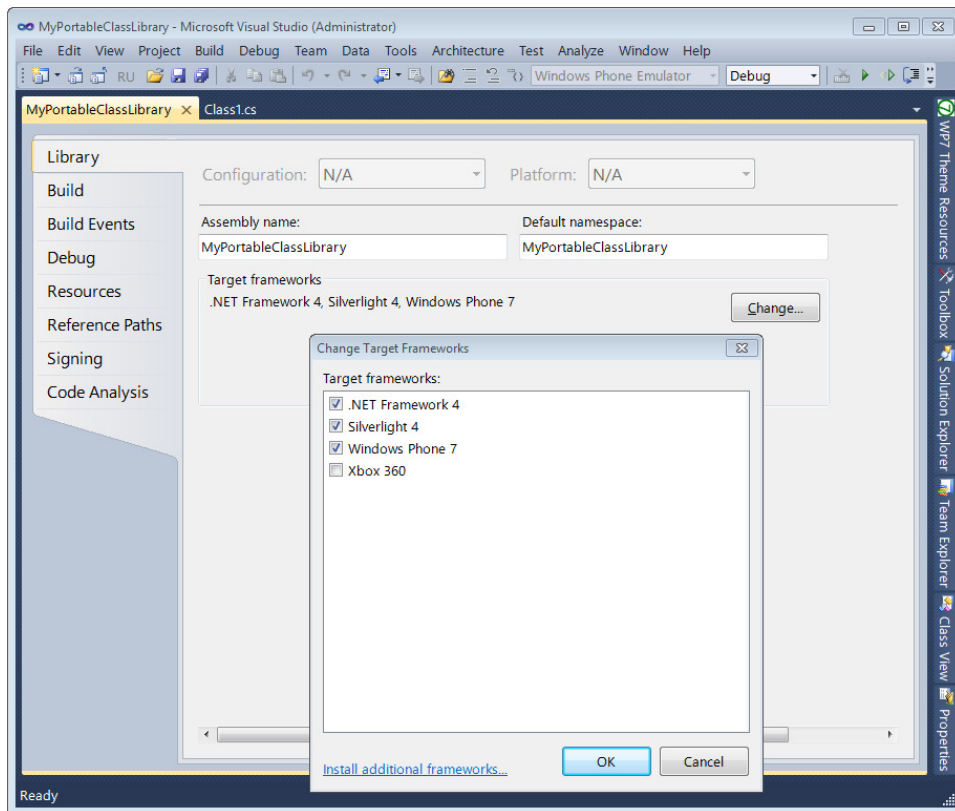 MyPortableClassLibrary - Microsoft Visual Studio (Administrator)
File Edit View Project Build Debug Team Data Tools Architecture Test Analyze Window Help
RU Windows Phone Emulator Debug
MyPortableClassLibrary Class1.cs
Library
Build
Build Events
Debug
Resources
Reference Paths
Signing
Code Analysis
Configuration: N/A Platform: N/A
Assembly name: Default namespace:
MyPortableClassLibrary MyPortableClassLibrary
Target frameworks
.NET Framework 4, Silverlight 4, Windows Phone 7
Change...
Change Target Frameworks
Target frameworks:
.NET Framework 4
Silverlight 4
Windows Phone 7
Xbox 360
Install additional frameworks...
OK Cancel
WP7 Theme Resources
Toolbox
Solution Explorer
Team Explorer
Class View
Properties
Ready